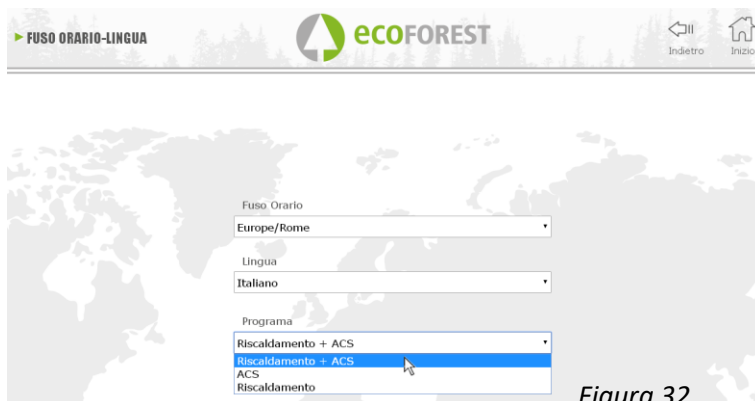 FUSO ORARIO-LINGUA
ecoFOREST
Indietro
Inizio
Fuso Orario
Europe/Rome
Lingua
Italiano
Programa
Riscaldamento + ACS
Riscaldamento + ACS
ACS
Riscaldamento
Figura 32